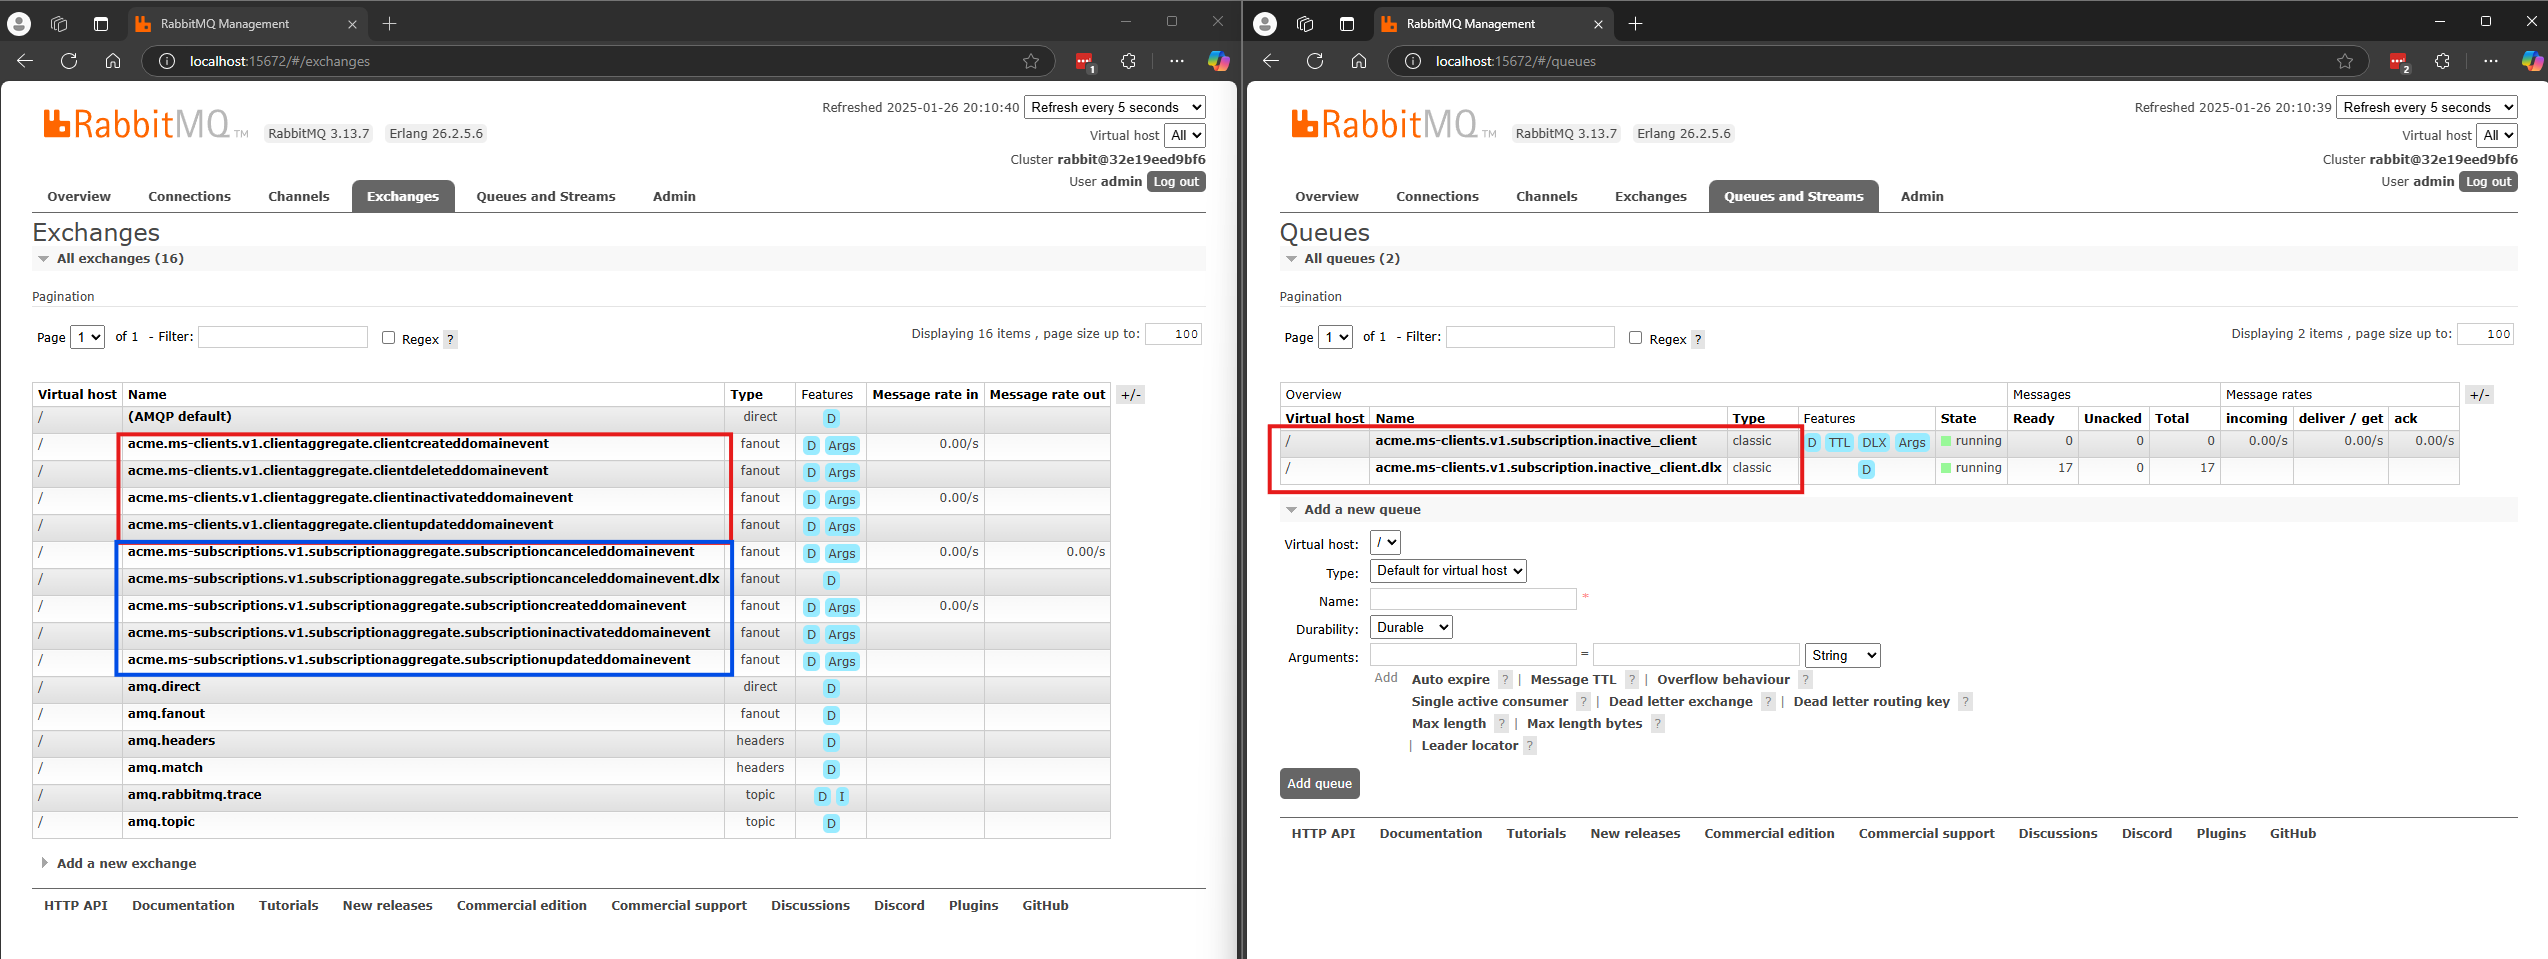 RabbitMQ Management
localhost:15672/#/exchanges
1
RabbitMQ TM RabbitMQ 3.13.7 Erlang 26.2.5.6
Refreshed 2025-01-26 20:10:40 Refresh every 5 seconds
Virtual host All
Cluster rabbit@32e19eed9bf6
User admin Log out
Overview Connections Channels Exchanges Queues and Streams Admin
Exchanges
All exchanges (16)
Pagination
Page 1 of 1 - Filter: Regex ? Displaying 16 items , page size up to: 100
Virtual host Name Type Features Message rate in Message rate out +/-
/ (AMQP default) direct D
/ acme.ms-clients.v1.clientaggregate.clientcreateddomainevent fanout D Args 0.00/s
/ acme.ms-clients.v1.clientaggregate.clientdeleteddomainevent fanout D Args
/ acme.ms-clients.v1.clientaggregate.clientinactivateddomainevent fanout D Args 0.00/s
/ acme.ms-clients.v1.clientaggregate.clientupdateddomainevent fanout D Args
/ acme.ms-subscriptions.v1.subscriptionaggregate.subscriptioncanceleddomainevent fanout D Args 0.00/s 0.00/s
/ acme.ms-subscriptions.v1.subscriptionaggregate.subscriptioncanceleddomainevent.dlx fanout D
/ acme.ms-subscriptions.v1.subscriptionaggregate.subscriptioncreateddomainevent fanout D Args 0.00/s
/ acme.ms-subscriptions.v1.subscriptionaggregate.subscriptioninactivateddomainevent fanout D Args
/ acme.ms-subscriptions.v1.subscriptionaggregate.subscriptionupdateddomainevent fanout D Args
/ amq.direct direct D
/ amq.fanout fanout D
/ amq.headers headers D
/ amq.match headers D
/ amq.rabbitmq.trace topic D I
/ amq.topic topic D
Add a new exchange
HTTP API Documentation Tutorials New releases Commercial edition Commercial support Discussions Discord Plugins GitHub
RabbitMQ Management
localhost:15672/#/queues
2
RabbitMQ TM RabbitMQ 3.13.7 Erlang 26.2.5.6
Refreshed 2025-01-26 20:10:39 Refresh every 5 seconds
Virtual host All
Cluster rabbit@32e19eed9bf6
User admin Log out
Overview Connections Channels Exchanges Queues and Streams Admin
Queues
All queues (2)
Pagination
Page 1 of 1 - Filter: Regex ? Displaying 2 items , page size up to: 100
Overview Messages Message rates +/-
Virtual host Name Type Features State Ready Unacked Total incoming deliver / get ack
/ acme.ms-clients.v1.subscription.inactive_client classic D TTL DLX Args running 0 0 0 0.00/s 0.00/s 0.00/s
/ acme.ms-clients.v1.subscription.inactive_client.dlx classic D running 17 0 17
Add a new queue
Virtual host: /
Type: Default for virtual host
Name: *
Durability: Durable
Arguments: = String
Add Auto expire ? | Message TTL ? | Overflow behaviour ?
Single active consumer ? | Dead letter exchange ? | Dead letter routing key ?
Max length ? | Max length bytes ?
| Leader locator ?
Add queue
HTTP API Documentation Tutorials New releases Commercial edition Commercial support Discussions Discord Plugins GitHub